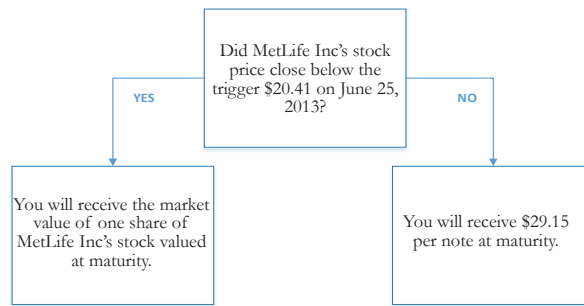 Did MetLife Inc's stock
price close below the
trigger $20.41 on June 25,
2013?
YES
NO
You will receive the market
value of one share of
MetLife Inc's stock valued
at maturity.
You will receive $29.15
per note at maturity.